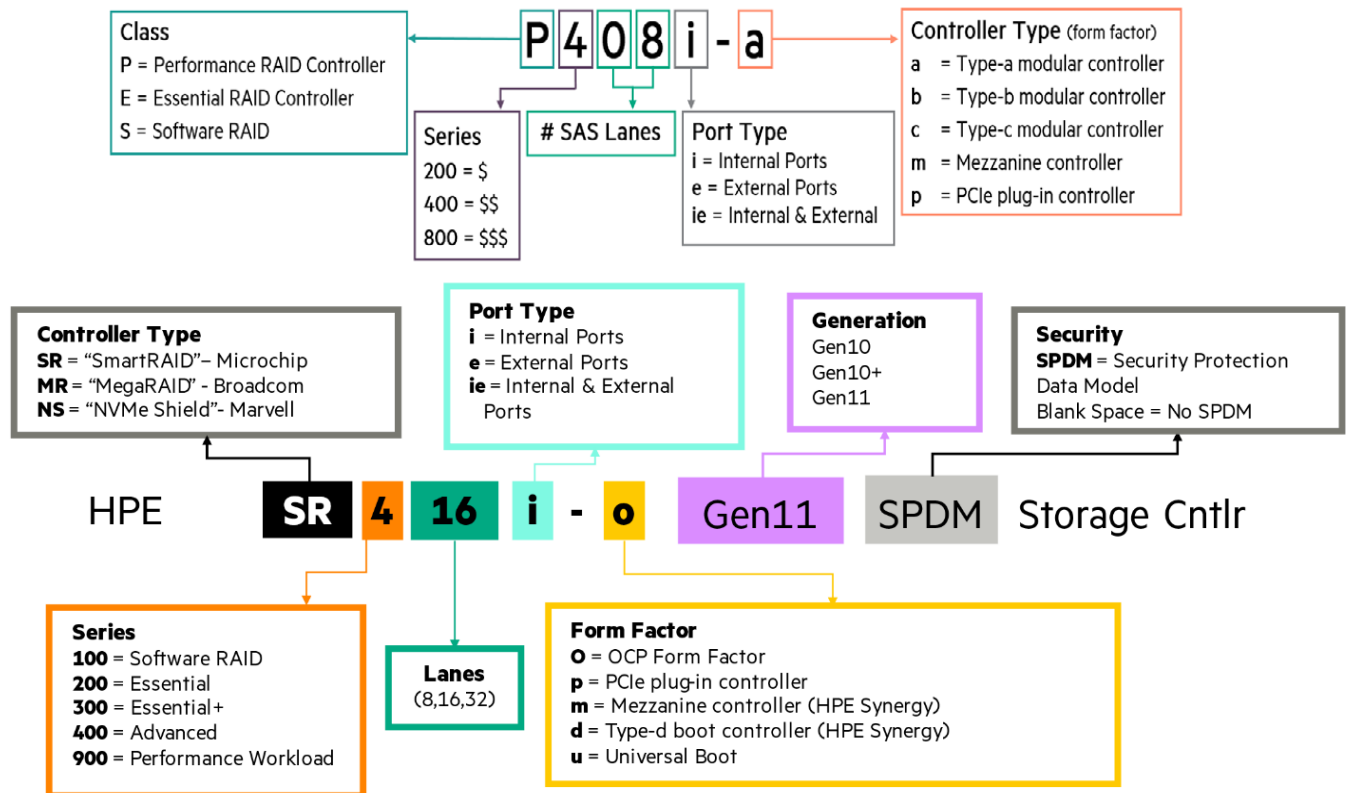 Class
P = Performance RAID Controller
E = Essential RAID Controller
S = Software RAID
P408i-a
Controller Type (form factor)
a = Type-a modular controller
b = Type-b modular controller
c = Type-c modular controller
m = Mezzanine controller
p = PCIe plug-in controller
Series
200 = $
400 = $$
800 = $$$
# SAS Lanes
Port Type
i = Internal Ports
e = External Ports
ie = Internal & External
Controller Type
SR = “SmartRAID”– Microchip
MR = “MegaRAID” - Broadcom
NS = “NVMe Shield”- Marvell
Port Type
i = Internal Ports
e = External Ports
ie = Internal & External
Ports
Generation
Gen10
Gen10+
Gen11
Security
SPDM = Security Protection
Data Model
Blank Space = No SPDM
HPE SR 4 16 i - o Gen11 SPDM Storage Cntlr
Series
100 = Software RAID
200 = Essential
300 = Essential+
400 = Advanced
900 = Performance Workload
Lanes
(8,16,32)
Form Factor
O = OCP Form Factor
p = PCIe plug-in controller
m = Mezzanine controller (HPE Synergy)
d = Type-d boot controller (HPE Synergy)
u = Universal Boot